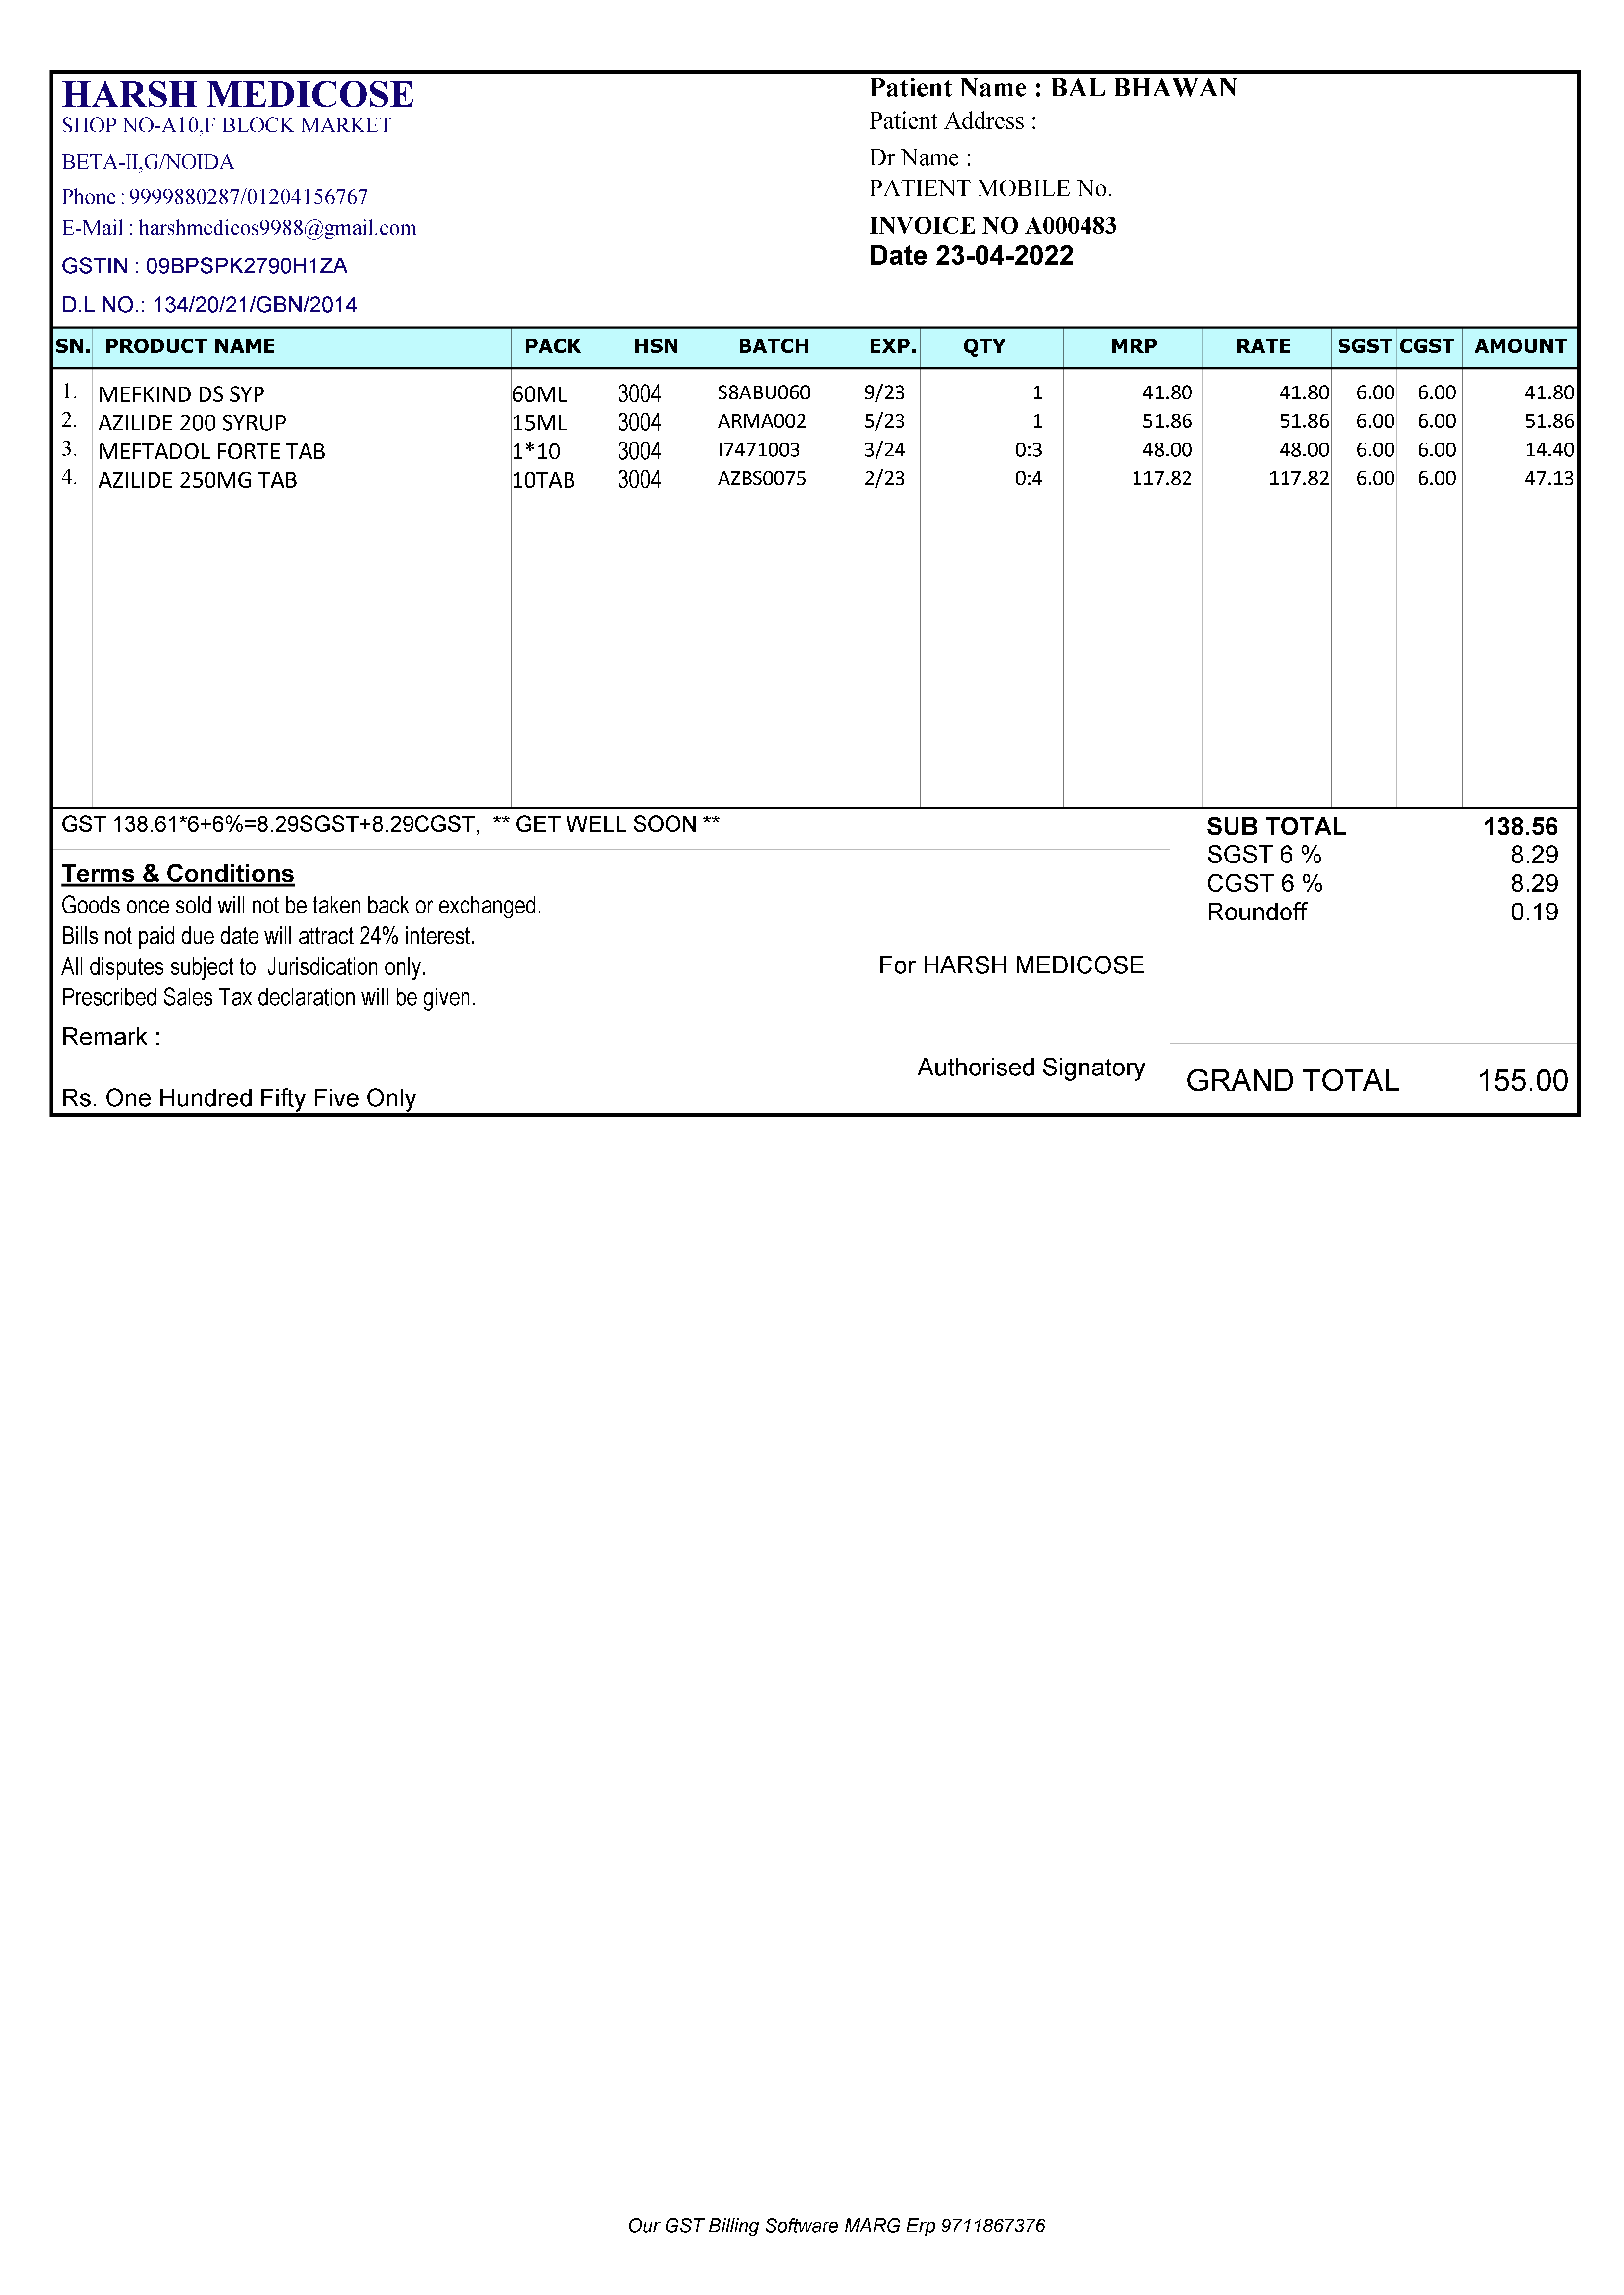 HARSH MEDICOSE
SHOP NO-A10,F BLOCK MARKET
BETA-II,G/NOIDA
Phone : 9999880287/01204156767
E-Mail : harshmedicos9988@gmail.com
GSTIN : 09BPSPK2790H1ZA
D.L NO.: 134/20/21/GBN/2014
Patient Name : BAL BHAWAN
Patient Address :
Dr Name :
PATIENT MOBILE No.
INVOICE NO A000483
Date 23-04-2022
SN. PRODUCT NAME PACK HSN BATCH EXP. QTY MRP RATE SGST CGST AMOUNT
1. MEFKIND DS SYP 60ML 3004 S8ABU060 9/23 1 41.80 41.80 6.00 6.00 41.80
2. AZILIDE 200 SYRUP 15ML 3004 ARMA002 5/23 1 51.86 51.86 6.00 6.00 51.86
3. MEFTADOL FORTE TAB 1*10 3004 I7471003 3/24 0:3 48.00 48.00 6.00 6.00 14.40
4. AZILIDE 250MG TAB 10TAB 3004 AZBS0075 2/23 0:4 117.82 117.82 6.00 6.00 47.13
GST 138.61*6+6%=8.29SGST+8.29CGST, ** GET WELL SOON **
Terms & Conditions
Goods once sold will not be taken back or exchanged.
Bills not paid due date will attract 24% interest.
All disputes subject to Jurisdication only.
Prescribed Sales Tax declaration will be given.
Remark :
Rs. One Hundred Fifty Five Only
For HARSH MEDICOSE
Authorised Signatory
SUB TOTAL 138.56
SGST 6 % 8.29
CGST 6 % 8.29
Roundoff 0.19
GRAND TOTAL 155.00
Our GST Billing Software MARG Erp 9711867376